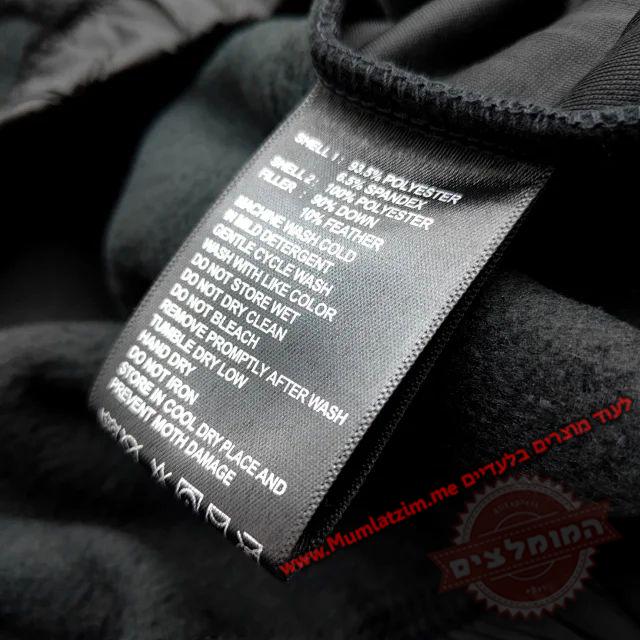 SHELL 1 : 93.5% POLYESTER
6.5% SPANDEX
SHELL 2 : 100% POLYESTER
FILLER : 90% DOWN
10% FEATHER
MACHINE WASH COLD
IN MILD DETERGENT
GENTLE CYCLE WASH
WASH WITH LIKE COLOR
DO NOT STORE WET
DO NOT DRY CLEAN
DO NOT BLEACH
REMOVE PROMPTLY AFTER WASH
TUMBLE DRY LOW
HAND DRY
DO NOT IRON
STORE IN COOL DRY PLACE AND
PREVENT MOTH DAMAGE
לעוד מוצרים בלעדיים
www.Mumlatzim.me
המומלצים